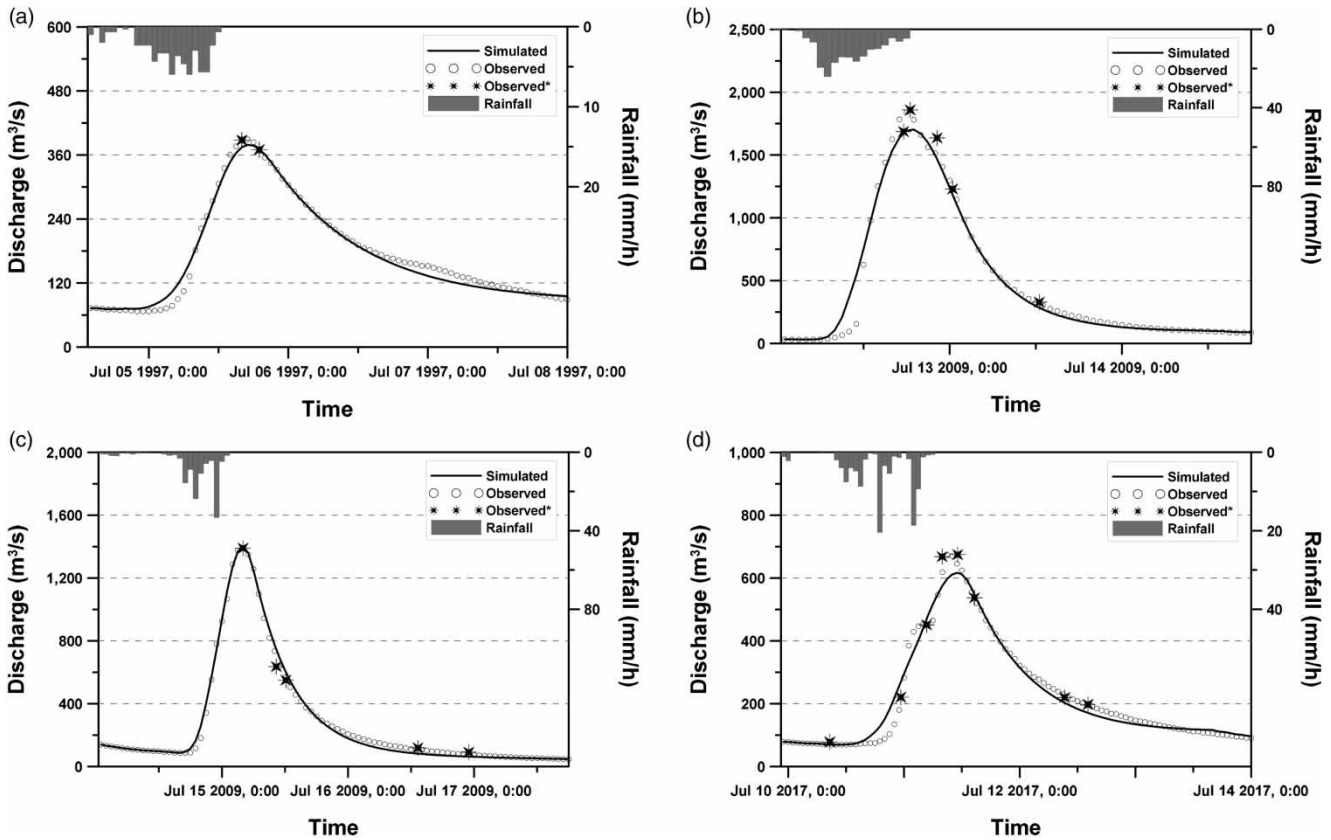 (a)
600
480
360
240
120
0
Discharge (m³/s)
0
10
20
Rainfall (mm/h)
Simulated
Observed
Observed*
Rainfall
Jul 05 1997, 0:00
Jul 06 1997, 0:00
Jul 07 1997, 0:00
Jul 08 1997, 0:00
Time
(b)
2,500
2,000
1,500
1,000
500
0
Discharge (m³/s)
0
40
80
Rainfall (mm/h)
Simulated
Observed
Observed*
Rainfall
Jul 13 2009, 0:00
Jul 14 2009, 0:00
Time
(c)
2,000
1,600
1,200
800
400
0
Discharge (m³/s)
0
40
80
Rainfall (mm/h)
Simulated
Observed
Observed*
Rainfall
Jul 15 2009, 0:00
Jul 16 2009, 0:00
Jul 17 2009, 0:00
Time
(d)
1,000
800
600
400
200
0
Discharge (m³/s)
0
20
40
Rainfall (mm/h)
Simulated
Observed
Observed*
Rainfall
Jul 10 2017, 0:00
Jul 12 2017, 0:00
Jul 14 2017, 0:00
Time